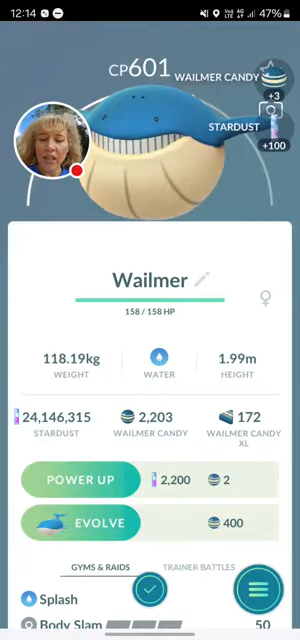 12:14
47%
CP601
WAILMER CANDY
+3
STARDUST
+100
Wailmer
158 / 158 HP
118.19kg
WEIGHT
WATER
1.99m
HEIGHT
24,146,315
STARDUST
2,203
WAILMER CANDY
172
WAILMER CANDY XL
POWER UP
2,200
2
EVOLVE
400
GYMS & RAIDS
TRAINER BATTLES
Splash
Body Slam
50